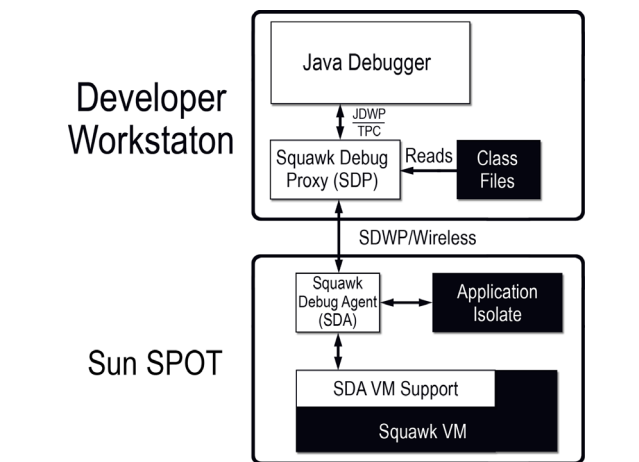 Developer
Workstaton
Java Debugger
JDWP
TPC
Squawk Debug
Proxy (SDP)
Reads
Class
Files
SDWP/Wireless
Sun SPOT
Squawk
Debug Agent
(SDA)
Application
Isolate
SDA VM Support
Squawk VM